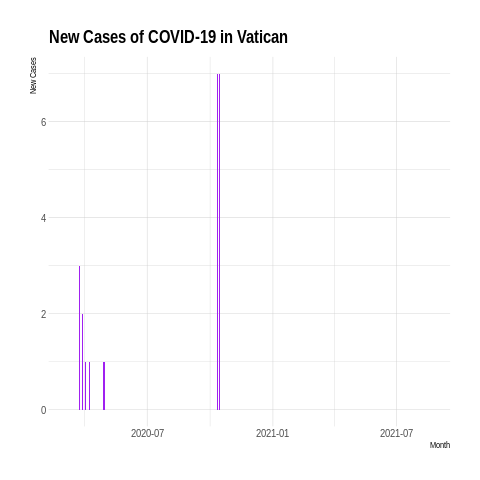 New Cases of COVID-19 in Vatican
New Cases
6
4
2
0
2020-07
2021-01
2021-07
Month